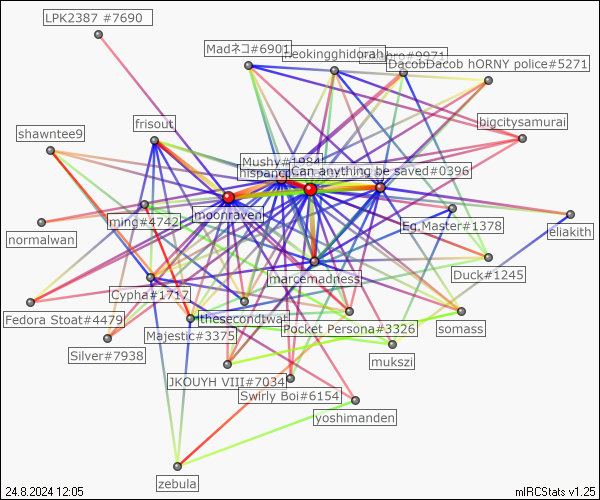 LPK2387 #7690
Madネコ#6901
neokingghidorah
#9971
DacobDacob hORNY police#5271
bigcitysamurai
shawntee9
frisout
Mushy#1984
Can anything be saved#0396
moonraven
ming#4742
Eg.Master#1378
eliakith
normalwan
marcemadness
Duck#1245
Cypha#1717
Fedora Stoat#4479
thesecondtwat
Pocket Persona#3326
somass
Majestic#3375
Silver#7938
mukszi
JKOUYH VIII#7034
Swirly Boi#6154
yoshimanden
zebula
24.8.2024 12:05
mIRCStats v1.25